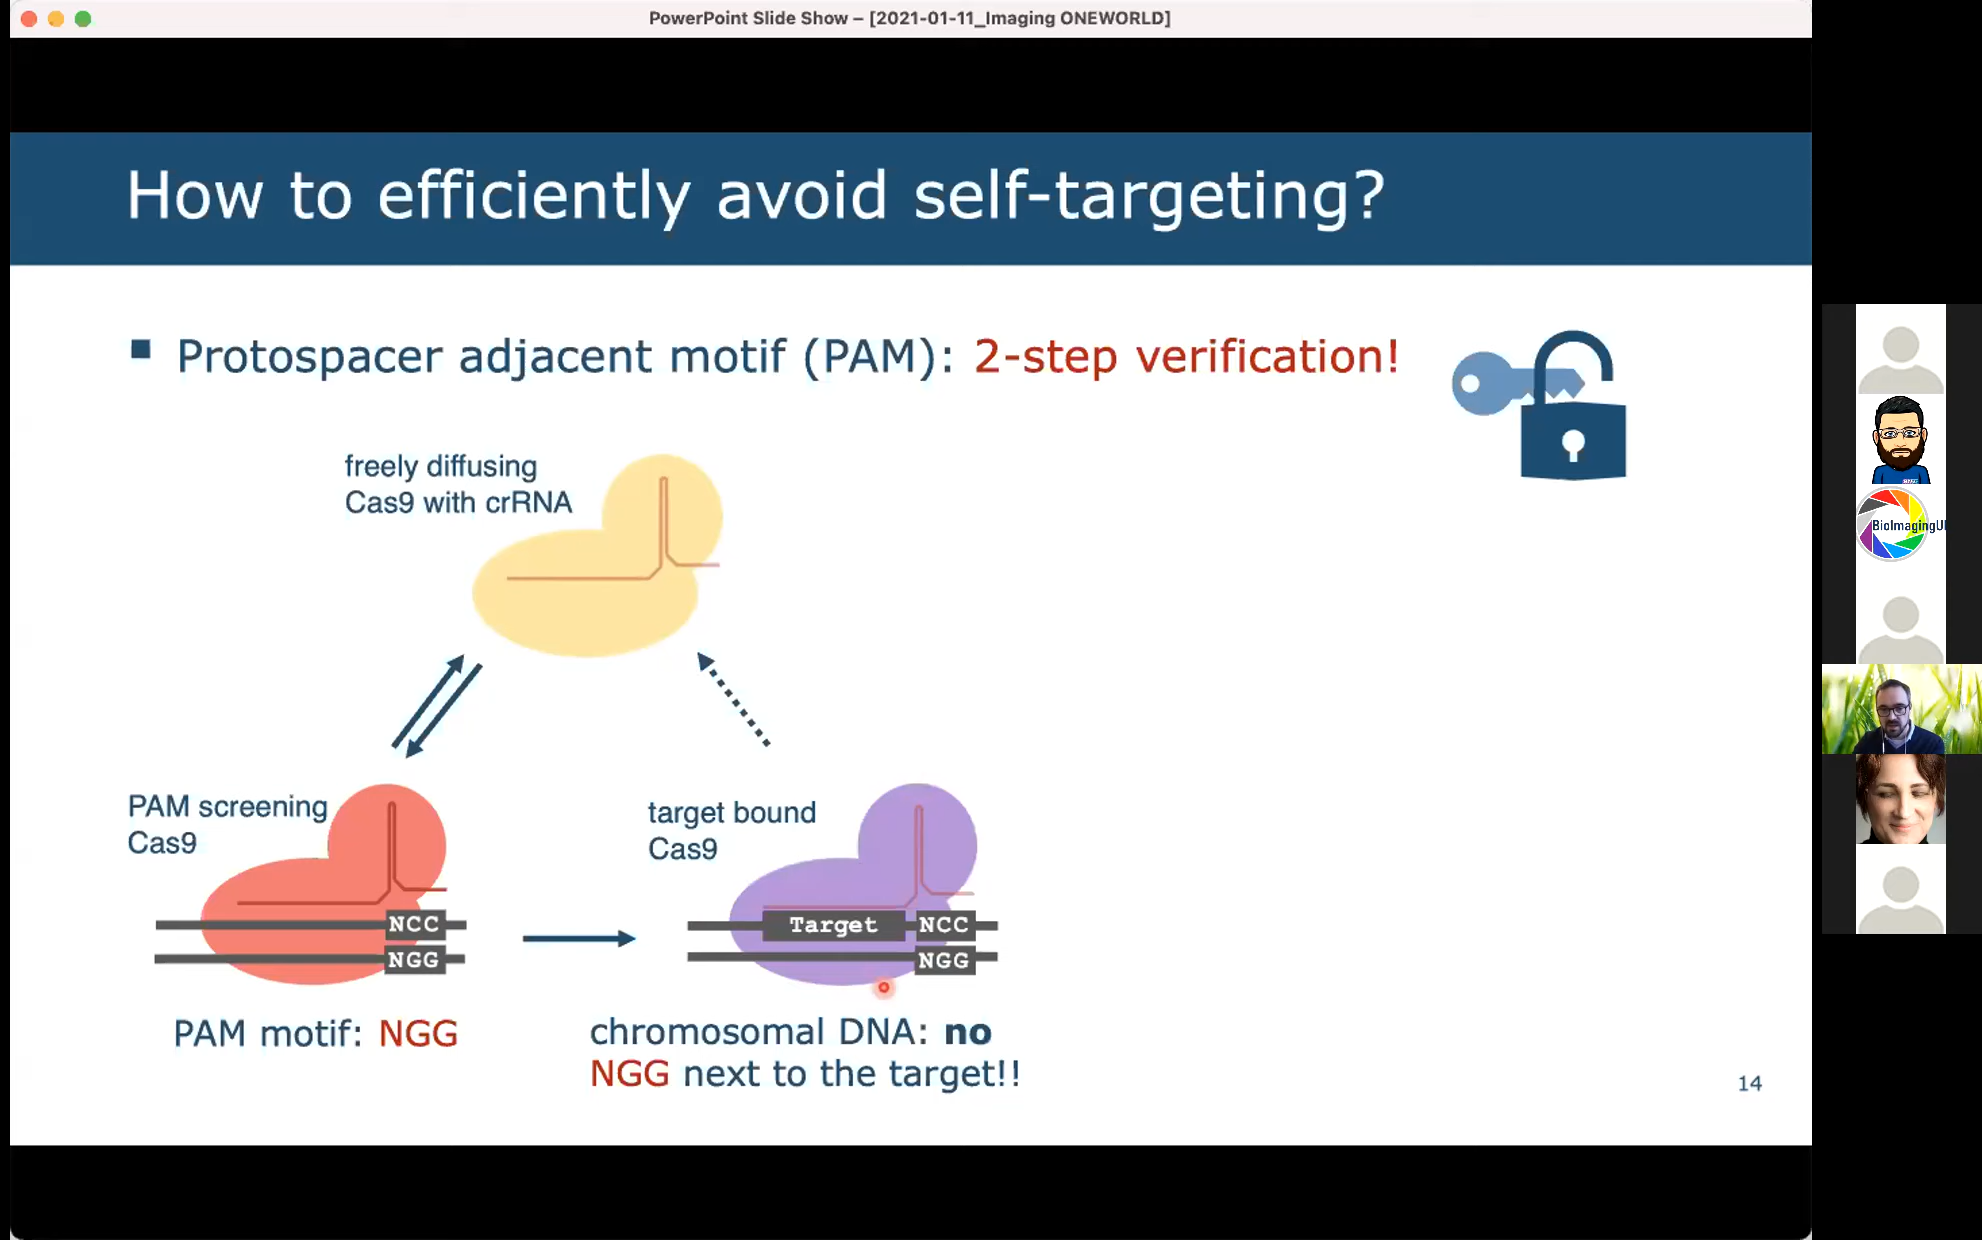 PowerPoint Slide Show – [2021-01-11_Imaging ONEWORLD]
How to efficiently avoid self-targeting?
▪ Protospacer adjacent motif (PAM): 2-step verification!
freely diffusing
Cas9 with crRNA
PAM screening
Cas9
NCC
NGG
PAM motif: NGG
target bound
Cas9
Target NCC
NGG
chromosomal DNA: no
NGG next to the target!!
14
BioImagingU